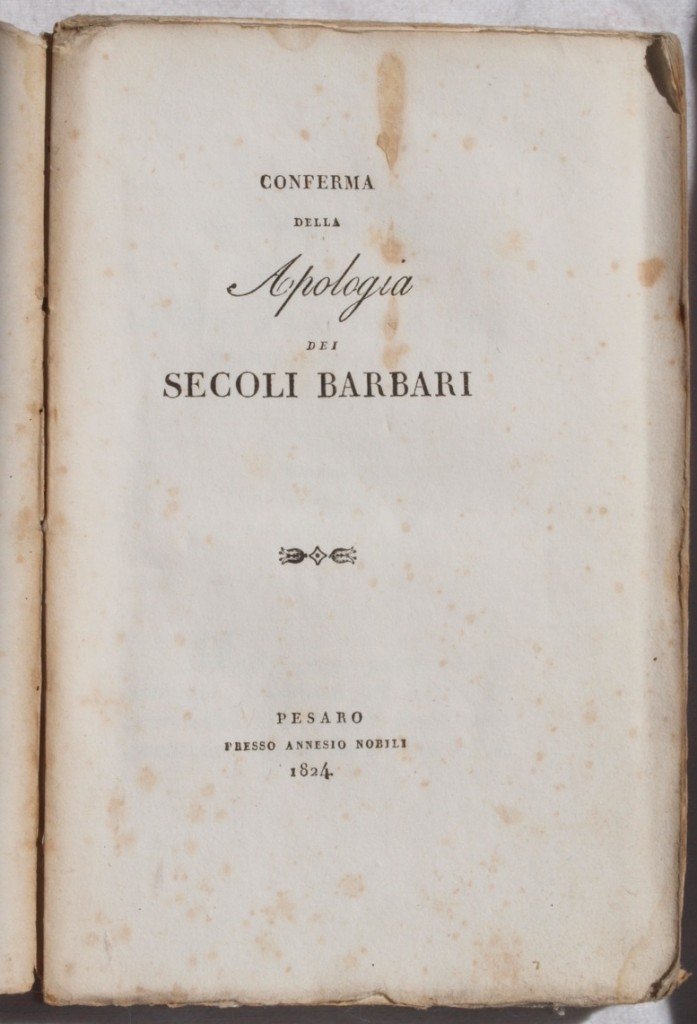 CONFERMA
DELLA
Apologia
DEI
SECOLI BARBARI
PESARO
PRESSO ANNESIO NOBILI
1824.